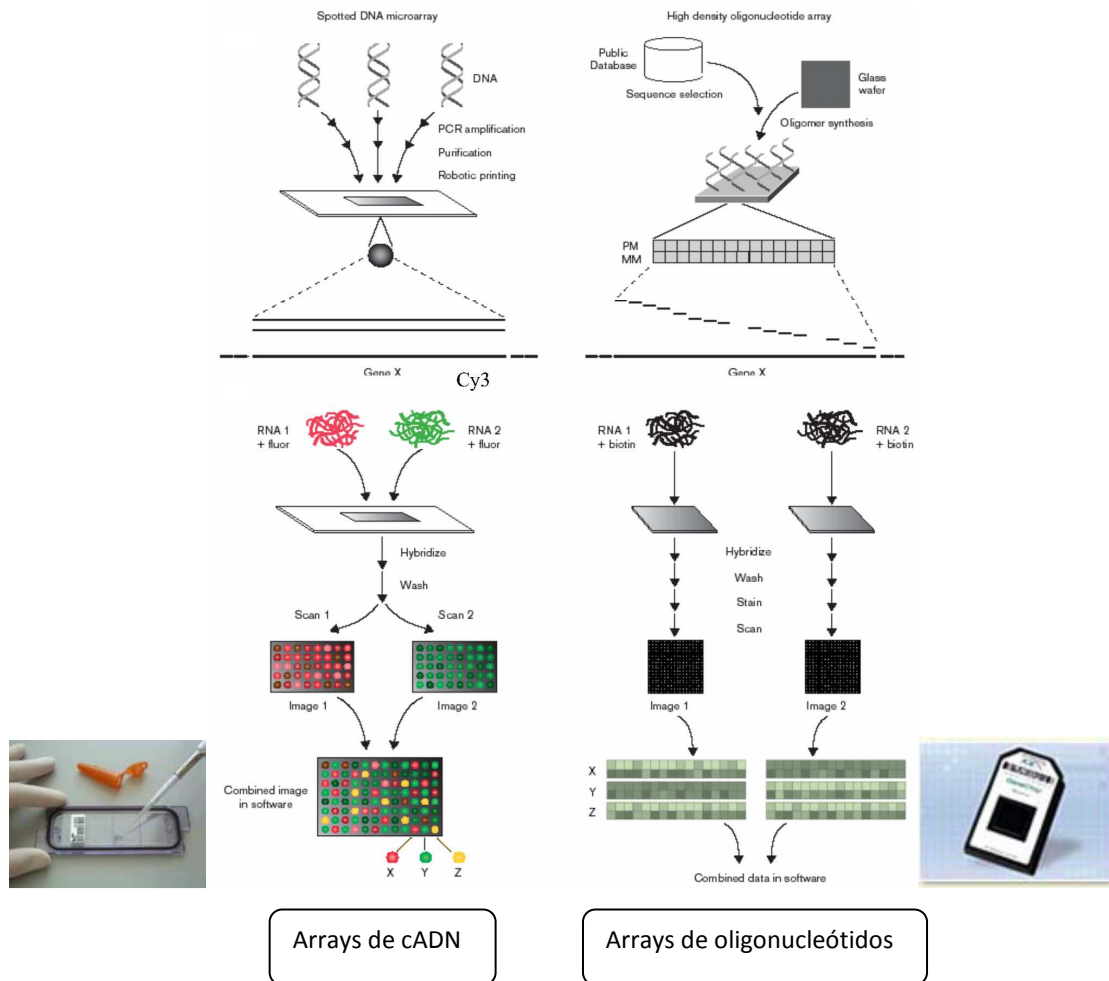 Spotted DNA microarray
DNA
PCR amplification
Purification
Robotic printing
Gene X
Cy3
RNA 1
+ fluor
RNA 2
+ fluor
Hybridize
Wash
Scan 1
Scan 2
Image 1
Image 2
Combined image
in software
X
Y
Z
High density oligonucleotide array
Public
Database
Sequence selection
Glass
wafer
Oligomer synthesis
PM
MM
Gene X
RNA 1
+ biotin
RNA 2
+ biotin
Hybridize
Wash
Stain
Scan
Image 1
Image 2
X
Y
Z
Combined data in software
Arrays de cADN
Arrays de oligonucleótidos